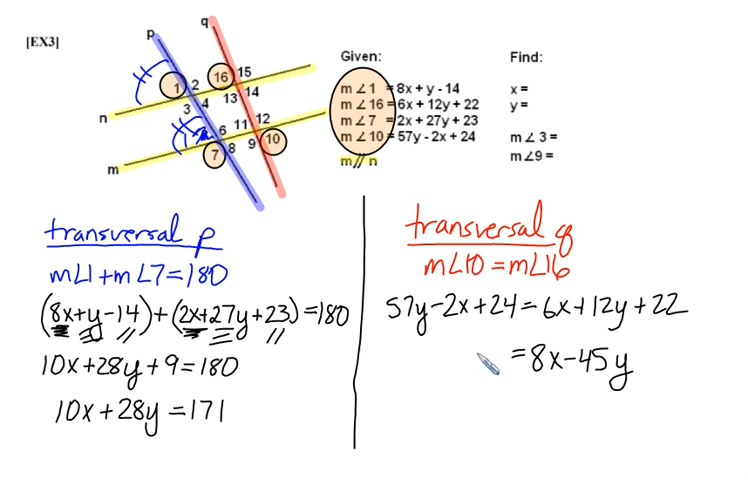 [EX3]
p
q
n
m
1 2
3 4
5 6
7 8
16 15
13 14
11 12
9 10
Given:
m∠1 = 8x + y - 14
m∠16 = 6x + 12y + 22
m∠7 = 2x + 27y + 23
m∠10 = 57y - 2x + 24
m // n
Find:
x =
y =
m∠3 =
m∠9 =
transversal p
m∠1 + m∠7 = 180
(8x+y-14) + (2x+27y+23) = 180
10x+28y+9 = 180
10x+28y = 171
transversal q
m∠10 = m∠16
57y-2x+24 = 6x+12y+22
= 8x-45y